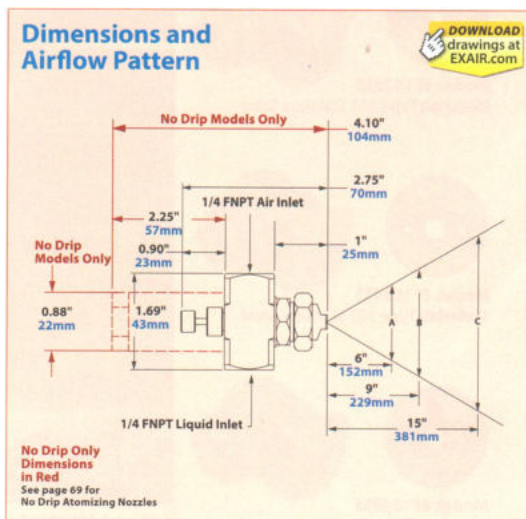 Dimensions and
Airflow Pattern
DOWNLOAD
drawings at
EXAIR.com
No Drip Models Only
4.10"
104mm
2.75"
70mm
1/4 FNPT Air Inlet
2.25"
57mm
1"
25mm
No Drip
Models Only
0.90"
23mm
0.88"
22mm
1.69"
43mm
A
B
C
6"
152mm
9"
229mm
15"
381mm
1/4 FNPT Liquid Inlet
No Drip Only
Dimensions
in Red
See page 69 for
No Drip Atomizing Nozzles